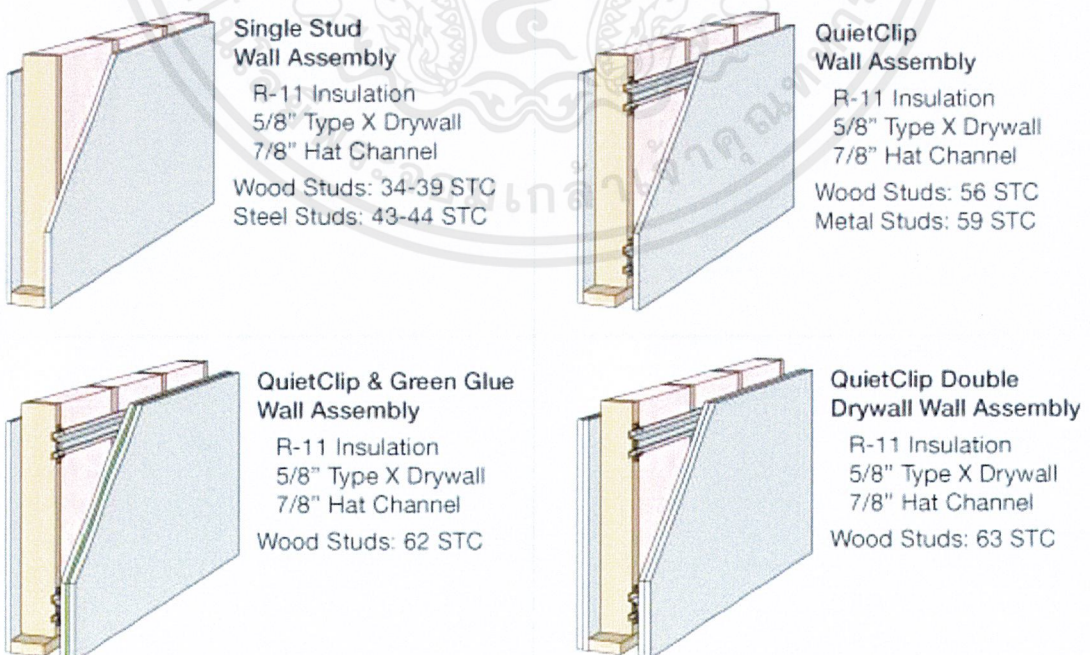 Single Stud
Wall Assembly
R-11 Insulation
5/8" Type X Drywall
7/8" Hat Channel
Wood Studs: 34-39 STC
Steel Studs: 43-44 STC
QuietClip
Wall Assembly
R-11 Insulation
5/8" Type X Drywall
7/8" Hat Channel
Wood Studs: 56 STC
Metal Studs: 59 STC
QuietClip & Green Glue
Wall Assembly
R-11 Insulation
5/8" Type X Drywall
7/8" Hat Channel
Wood Studs: 62 STC
QuietClip Double
Drywall Wall Assembly
R-11 Insulation
5/8" Type X Drywall
7/8" Hat Channel
Wood Studs: 63 STC